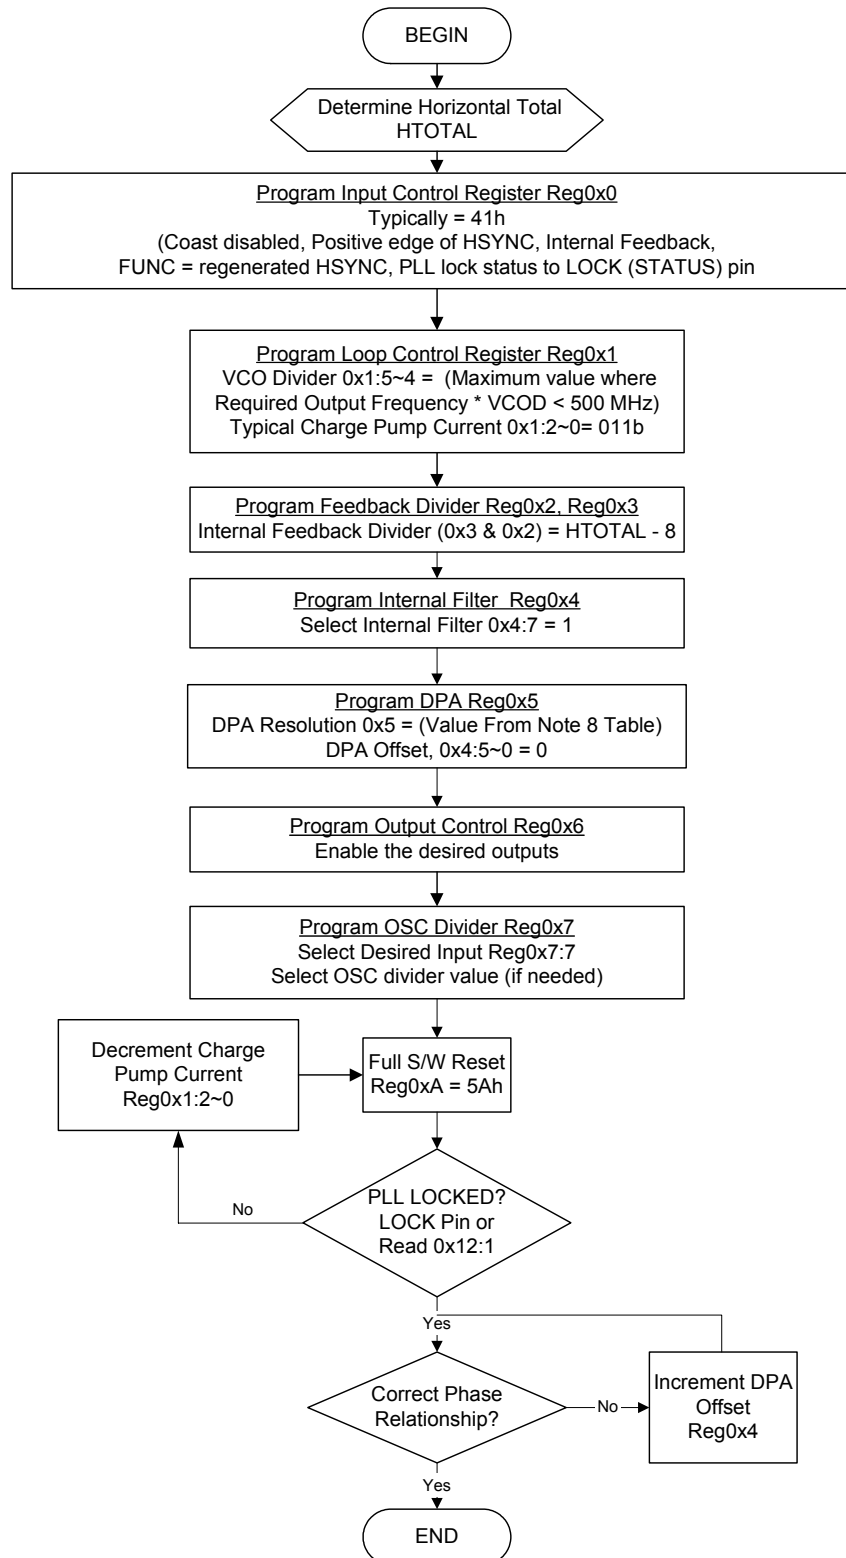 BEGIN
Determine Horizontal Total
HTOTAL
Program Input Control Register Reg0x0
Typically = 41h
(Coast disabled, Positive edge of HSYNC, Internal Feedback,
FUNC = regenerated HSYNC, PLL lock status to LOCK (STATUS) pin
Program Loop Control Register Reg0x1
VCO Divider 0x1:5~4 = (Maximum value where
Required Output Frequency * VCOD < 500 MHz)
Typical Charge Pump Current 0x1:2~0= 011b
Program Feedback Divider Reg0x2, Reg0x3
Internal Feedback Divider (0x3 & 0x2) = HTOTAL - 8
Program Internal Filter Reg0x4
Select Internal Filter 0x4:7 = 1
Program DPA Reg0x5
DPA Resolution 0x5 = (Value From Note 8 Table)
DPA Offset, 0x4:5~0 = 0
Program Output Control Reg0x6
Enable the desired outputs
Program OSC Divider Reg0x7
Select Desired Input Reg0x7:7
Select OSC divider value (if needed)
Decrement Charge
Pump Current
Reg0x1:2~0
Full S/W Reset
Reg0xA = 5Ah
No
PLL LOCKED?
LOCK Pin or
Read 0x12:1
Yes
Correct Phase
Relationship?
No
Increment DPA
Offset
Reg0x4
Yes
END